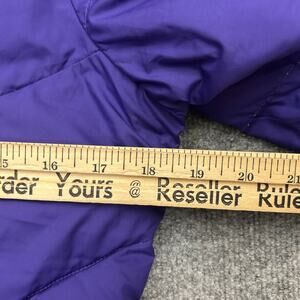 15 16 17 18 19 20 21
rder Yours @ Reseller Rule